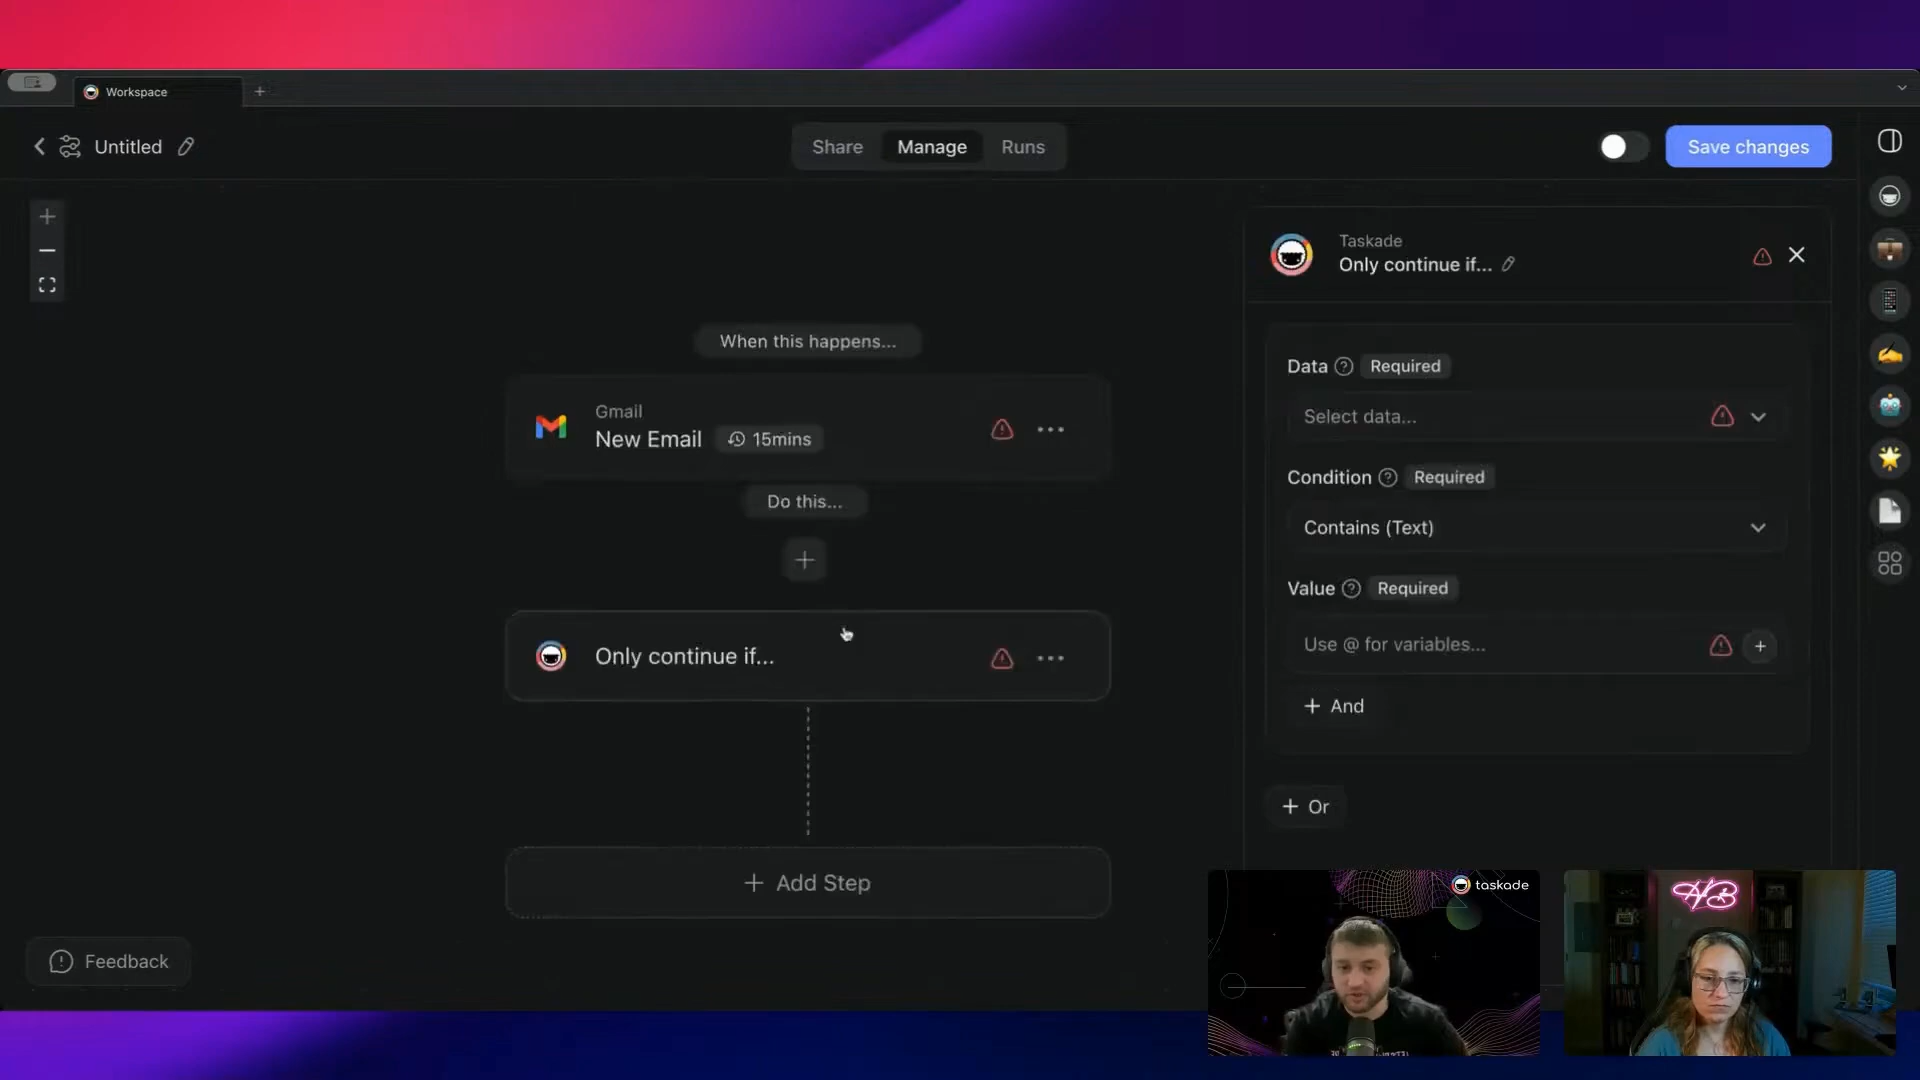 Workspace
Untitled
Share
Manage
Runs
Save changes
When this happens...
Gmail
New Email
15mins
Do this...
Only continue if...
Add Step
Feedback
Taskade
Only continue if...
Data
Required
Select data...
Condition
Required
Contains (Text)
Value
Required
Use @ for variables...
+ And
+ Or
taskade
HB